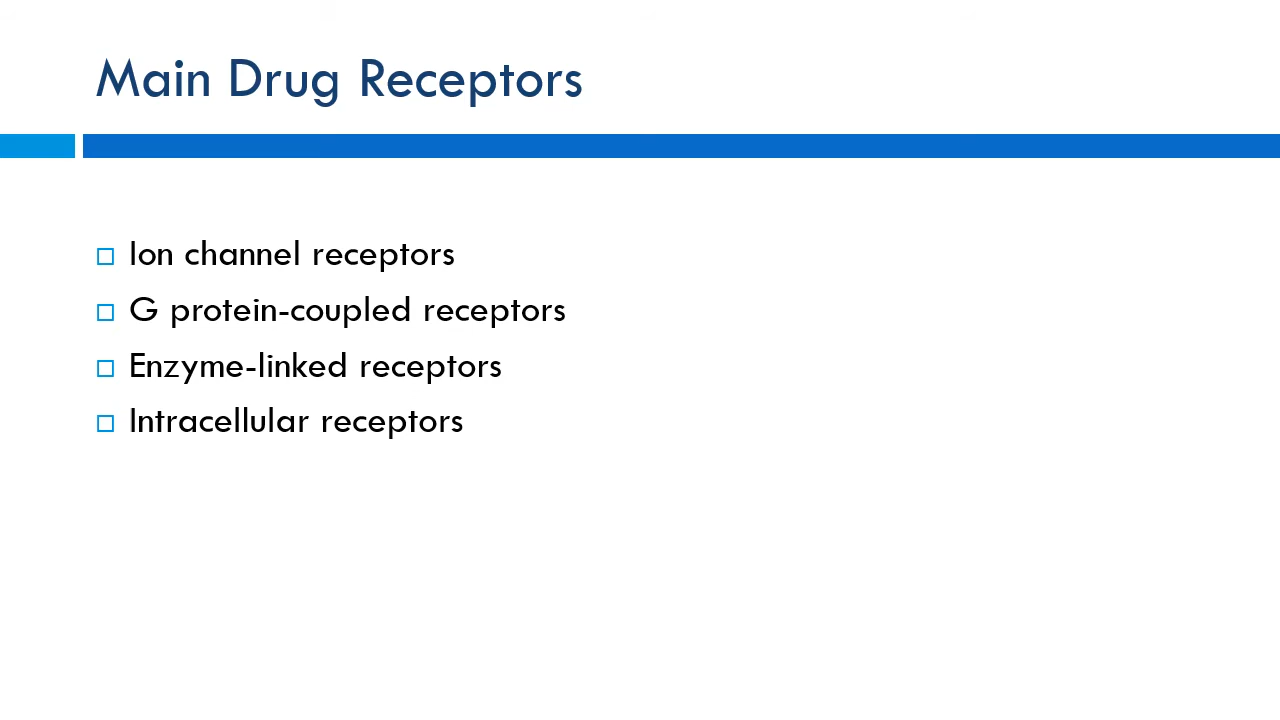 Main Drug Receptors
Ion channel receptors
G protein-coupled receptors
Enzyme-linked receptors
Intracellular receptors